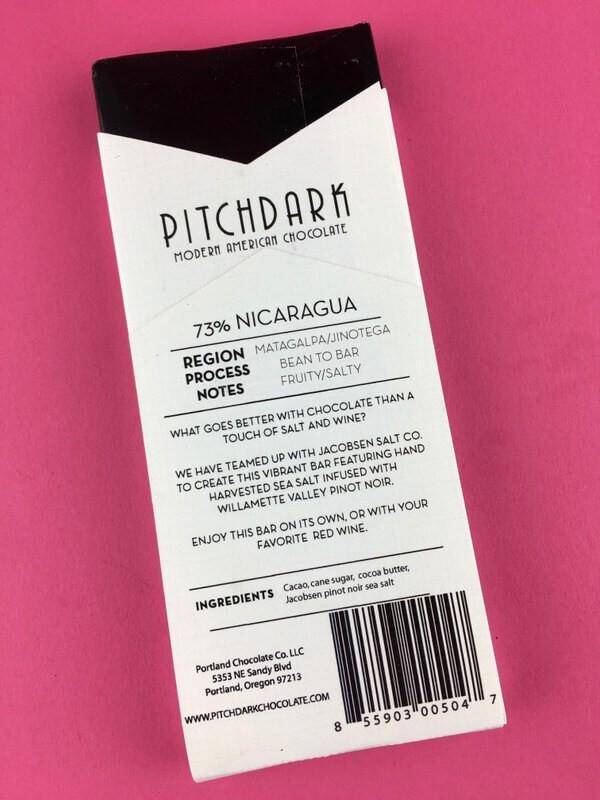 PITCHDARK
MODERN AMERICAN CHOCOLATE
73% NICARAGUA
REGION MATAGALPA/JINOTEGA
PROCESS BEAN TO BAR
NOTES FRUITY/SALTY
WHAT GOES BETTER WITH CHOCOLATE THAN A
TOUCH OF SALT AND WINE?
WE HAVE TEAMED UP WITH JACOBSEN SALT CO.
TO CREATE THIS VIBRANT BAR FEATURING HAND
HARVESTED SEA SALT INFUSED WITH
WILLAMETTE VALLEY PINOT NOIR.
ENJOY THIS BAR ON ITS OWN, OR WITH YOUR
FAVORITE RED WINE.
INGREDIENTS Cacao, cane sugar, cocoa butter,
Jacobsen pinot noir sea salt
Portland Chocolate Co. LLC
5353 NE Sandy Blvd
Portland, Oregon 97213
WWW.PITCHDARKCHOCOLATE.COM
8 55903 00504 7